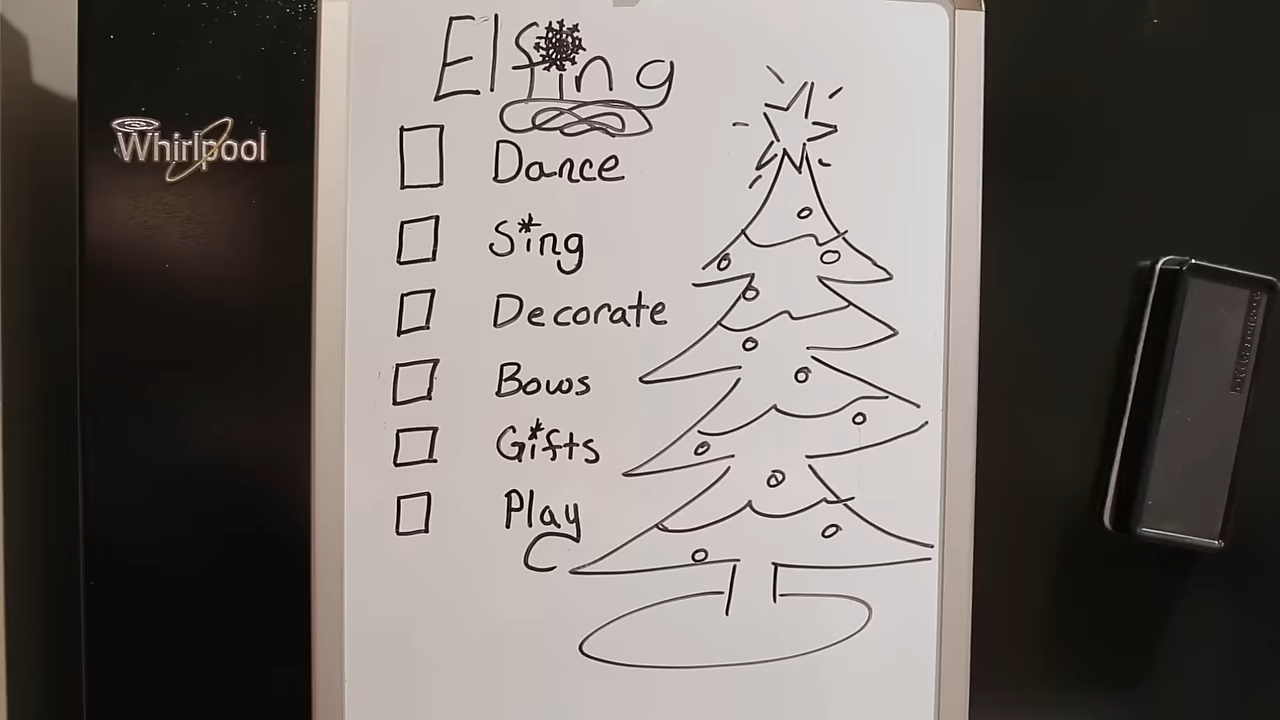 Elfing
Whirlpool
Dance
Sing
Decorate
Bows
Gifts
Play